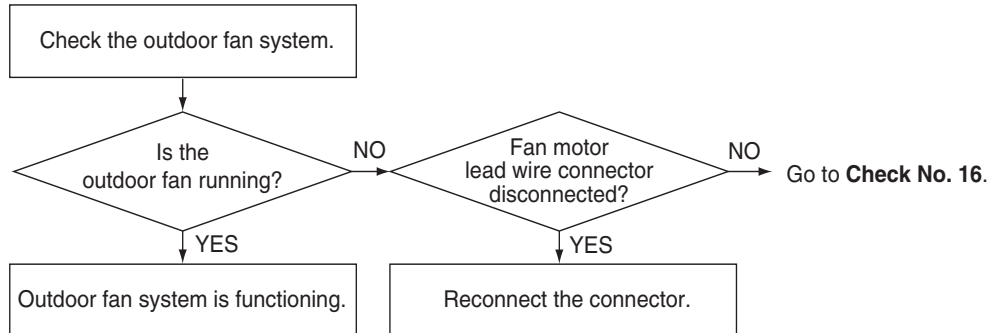 Check the outdoor fan system.
Is the
outdoor fan running?
NO
Fan motor
lead wire connector
disconnected?
NO
Go to Check No. 16.
YES
YES
Outdoor fan system is functioning.
Reconnect the connector.